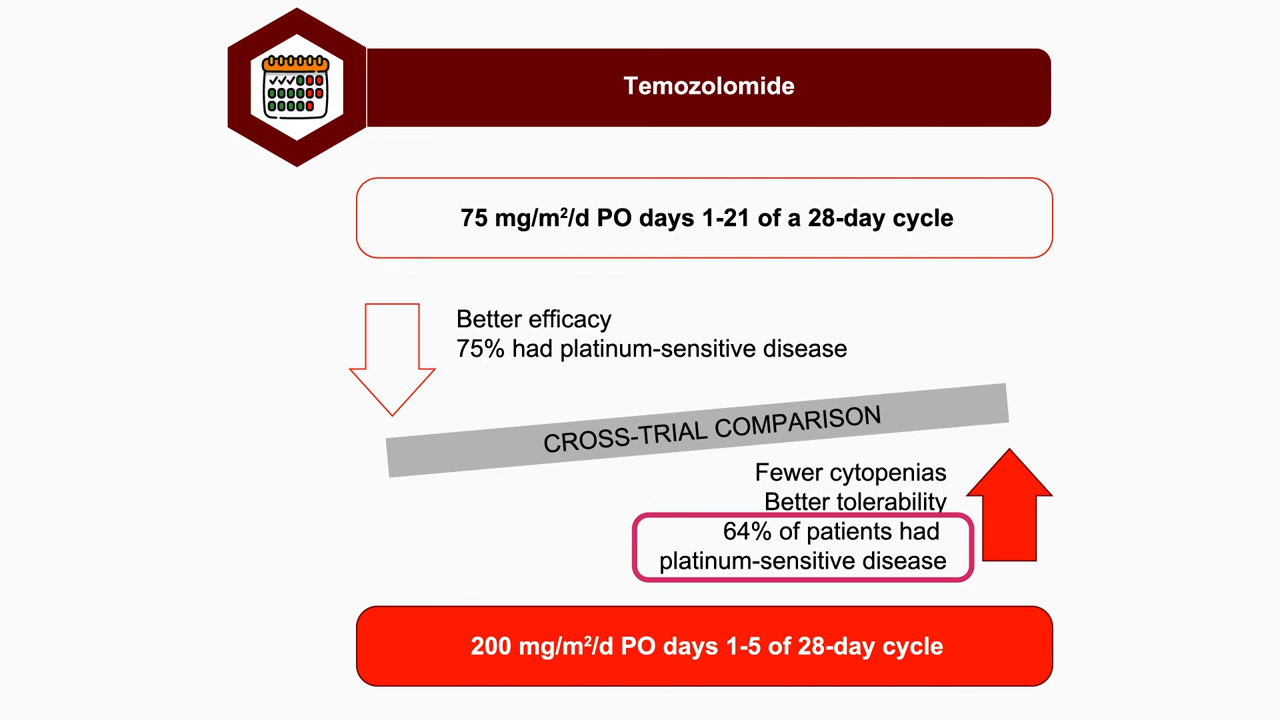 Temozolomide
75 mg/m²/d PO days 1-21 of a 28-day cycle
Better efficacy
75% had platinum-sensitive disease
CROSS-TRIAL COMPARISON
Fewer cytopenias
Better tolerability
64% of patients had
platinum-sensitive disease
200 mg/m²/d PO days 1-5 of 28-day cycle